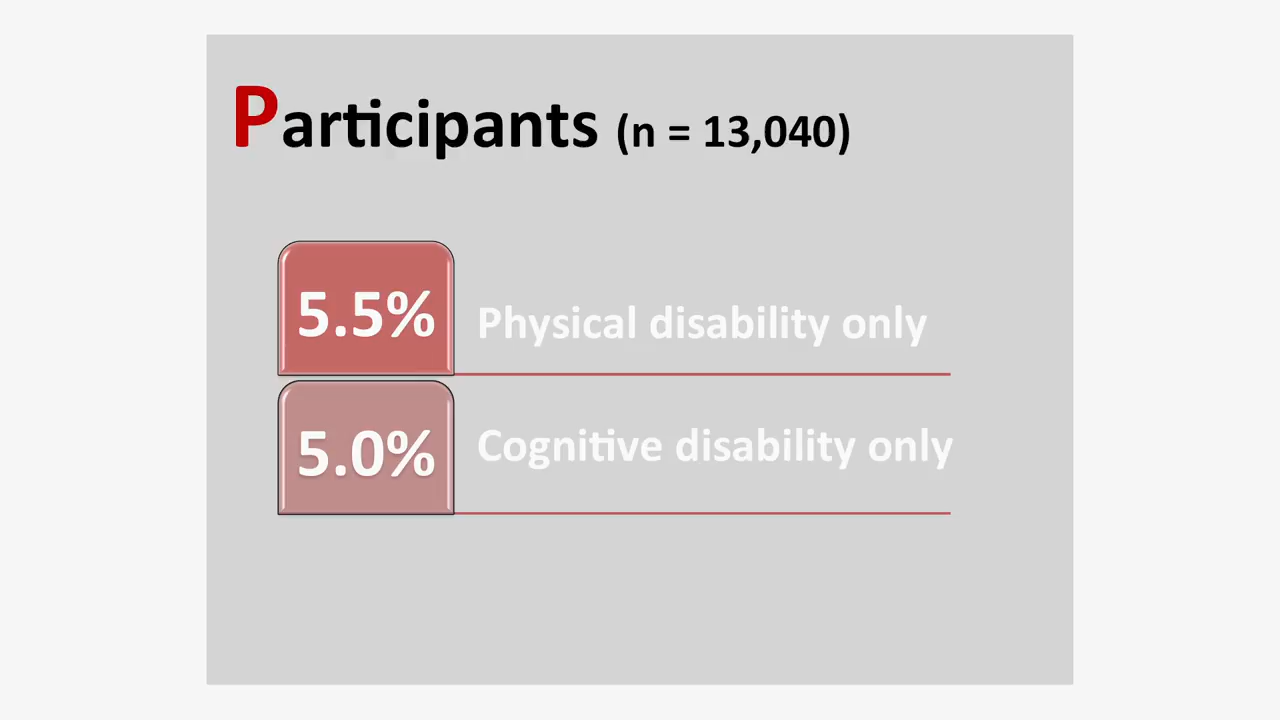 Participants (n = 13,040)
5.5% Physical disability only
5.0% Cognitive disability only